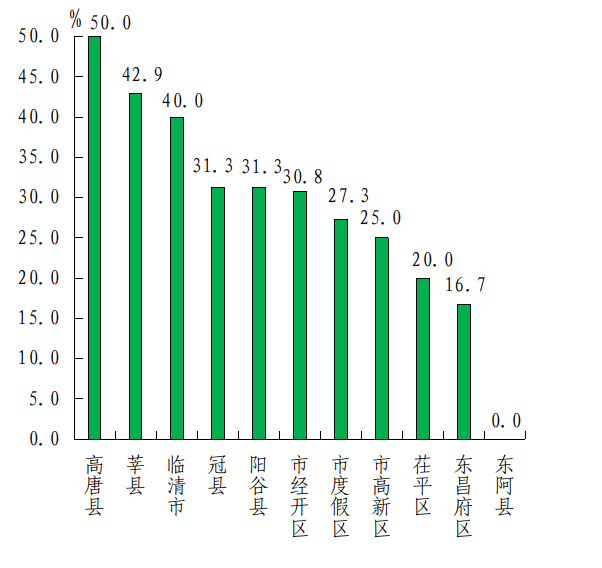 %
50.0
45.0
40.0
35.0
30.0
25.0
20.0
15.0
10.0
5.0
0.0
50.0
42.9
40.0
31.3
31.3
30.8
27.3
25.0
20.0
16.7
0.0
高唐县
莘县
临清市
冠县
阳谷县
市经开区
市度假区
市高新区
茌平区
东昌府区
东阿县